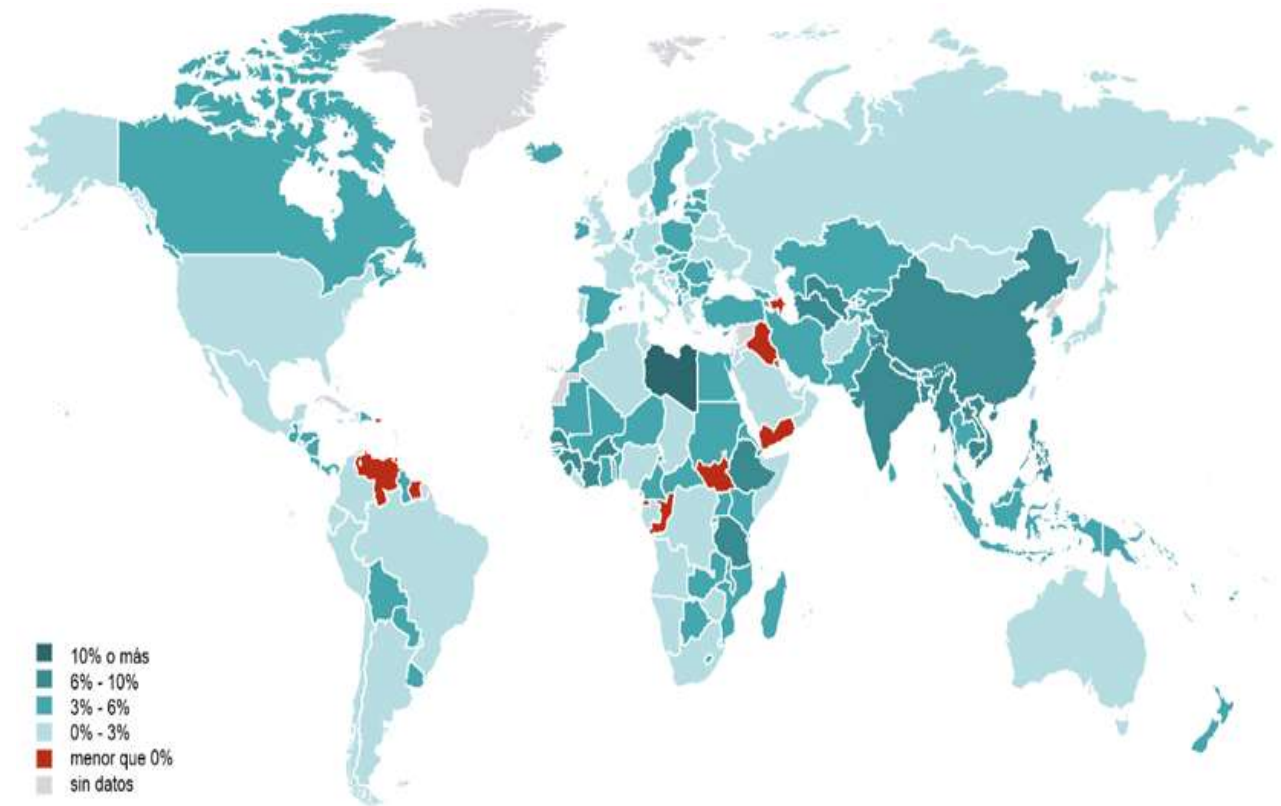 10% o más
6% - 10%
3% - 6%
0% - 3%
menor que 0%
sin datos